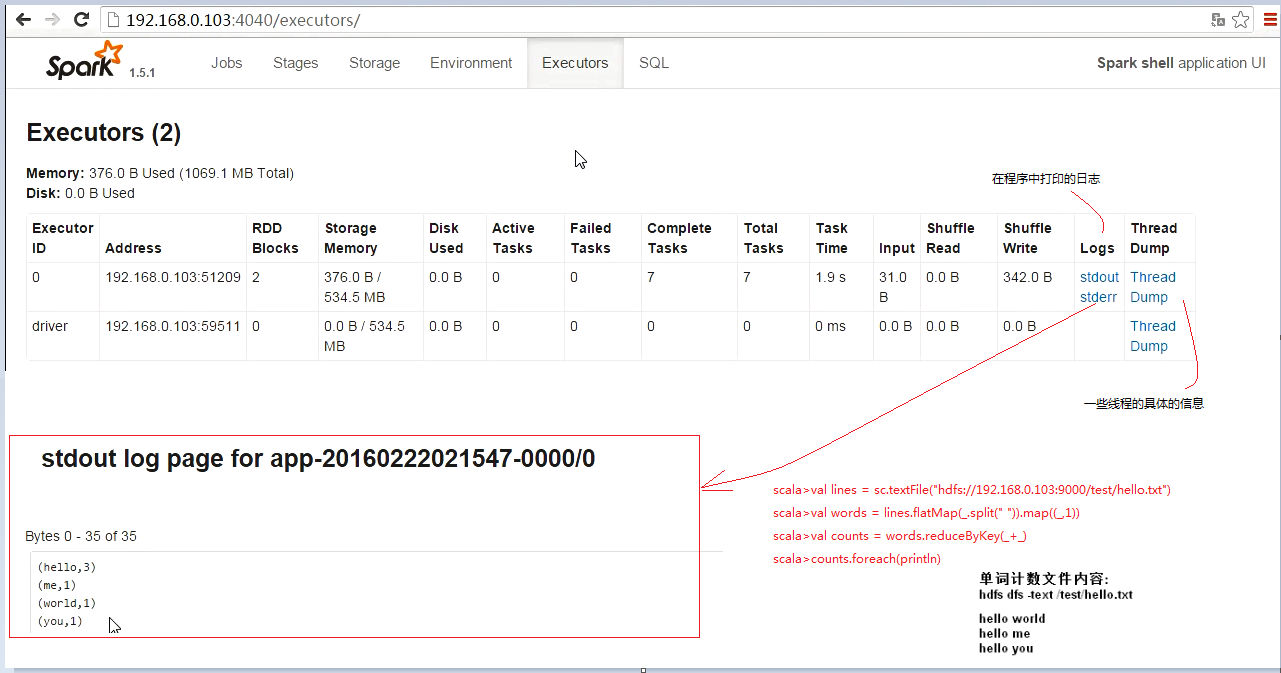 192.168.0.103:4040/executors/
Spark 1.5.1 Jobs Stages Storage Environment Executors SQL Spark shell application UI
Executors (2)
Memory: 376.0 B Used (1069.1 MB Total)
Disk: 0.0 B Used
在程序中打印的日志
Executor ID Address RDD Blocks Storage Memory Disk Used Active Tasks Failed Tasks Complete Tasks Total Tasks Task Time Input Shuffle Read Shuffle Write Logs Thread Dump
0 192.168.0.103:51209 2 376.0 B / 534.5 MB 0.0 B 0 0 7 7 1.9 s 31.0 B 0.0 B 342.0 B stdout stderr Thread Dump
driver 192.168.0.103:59511 0 0.0 B / 534.5 MB 0.0 B 0 0 0 0 0 ms 0.0 B 0.0 B 0.0 B Thread Dump
一些线程的具体的信息
stdout log page for app-20160222021547-0000/0
Bytes 0 - 35 of 35
(hello,3)
(me,1)
(world,1)
(you,1)
scala>val lines = sc.textFile("hdfs://192.168.0.103:9000/test/hello.txt")
scala>val words = lines.flatMap(_.split(" ")).map((_,1))
scala>val counts = words.reduceByKey(_+_)
scala>counts.foreach(println)
单词计数文件内容:
hdfs dfs -text /test/hello.txt
hello world
hello me
hello you